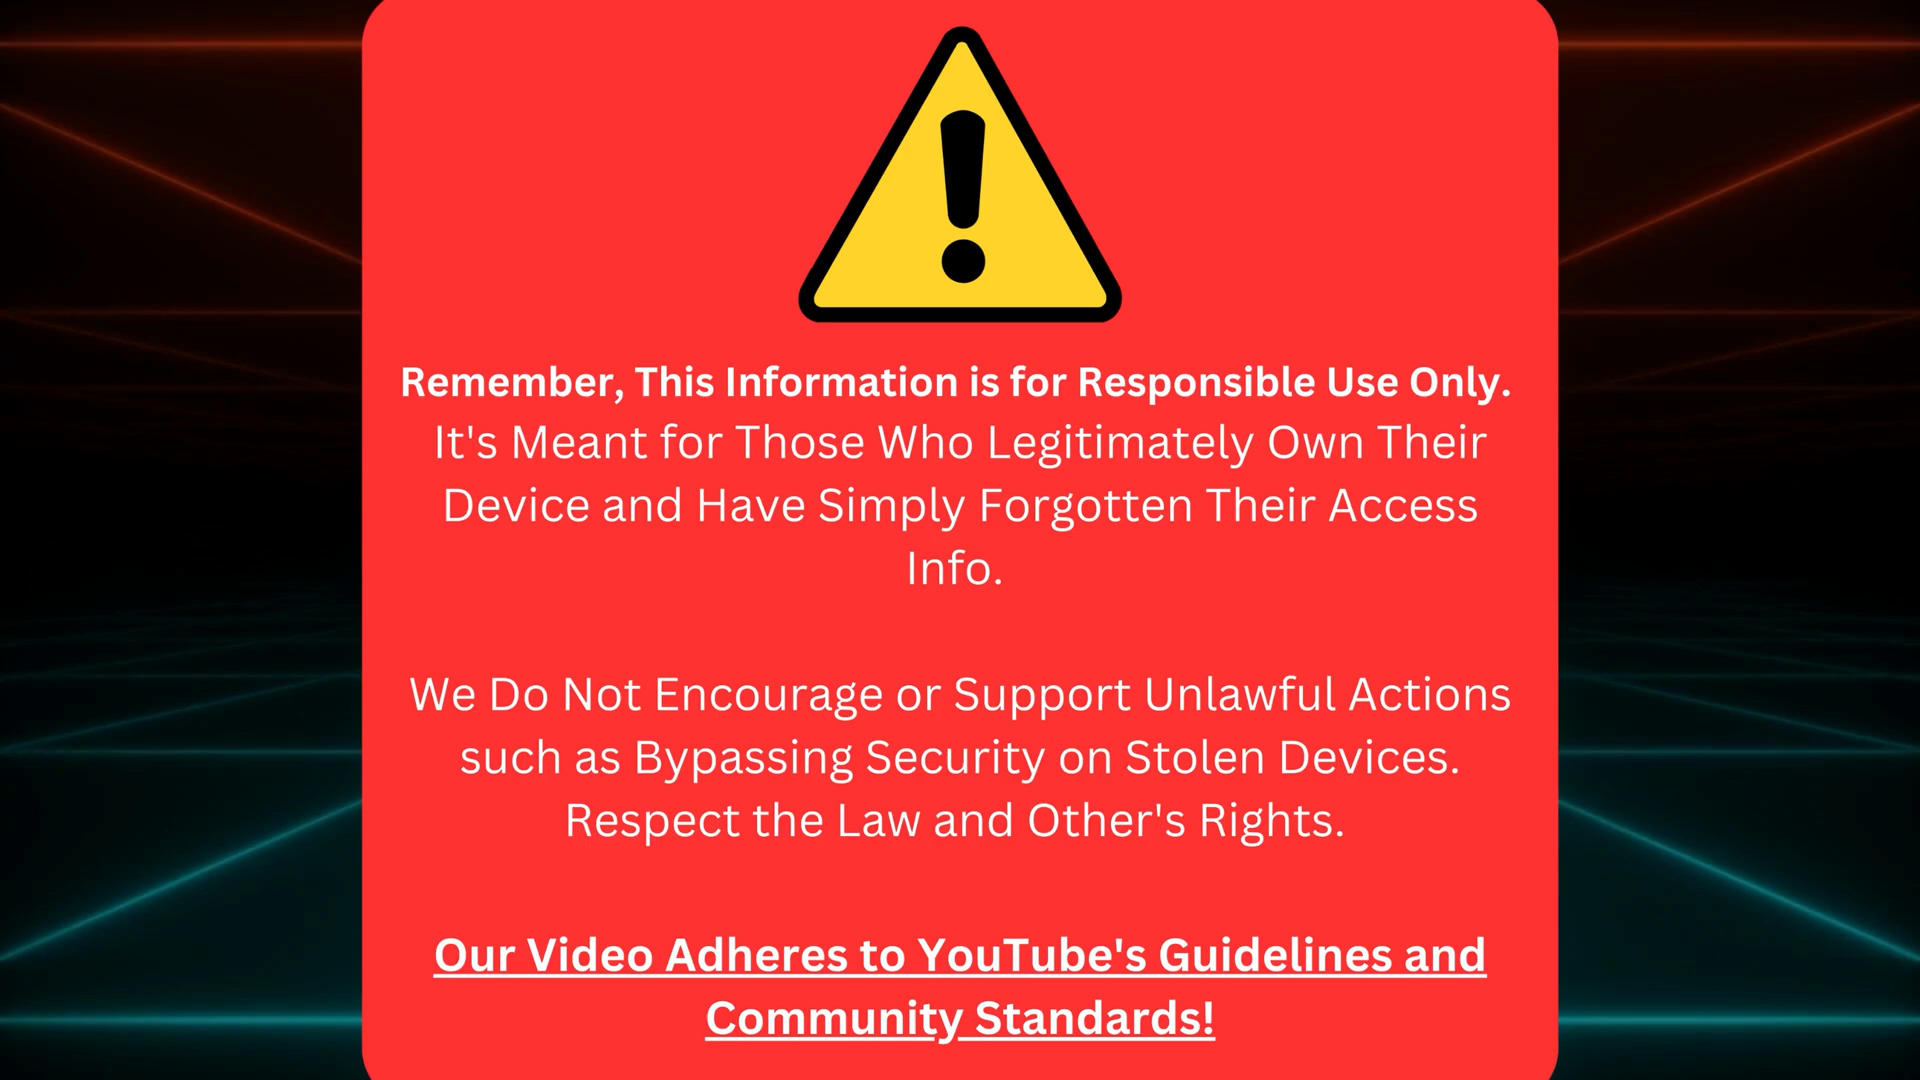 Remember, This Information is for Responsible Use Only.
It's Meant for Those Who Legitimately Own Their
Device and Have Simply Forgotten Their Access
Info.
We Do Not Encourage or Support Unlawful Actions
such as Bypassing Security on Stolen Devices.
Respect the Law and Other's Rights.
Our Video Adheres to YouTube's Guidelines and
Community Standards!